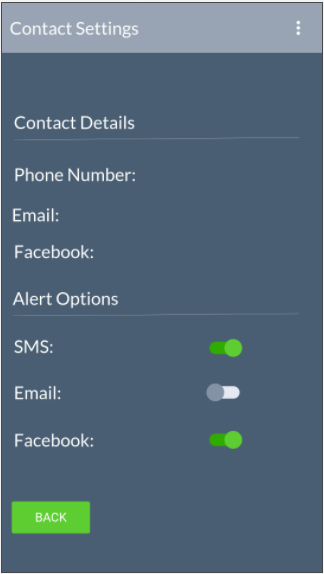 Contact Settings
Contact Details
Phone Number:
Email:
Facebook:
Alert Options
SMS:
Email:
Facebook:
BACK